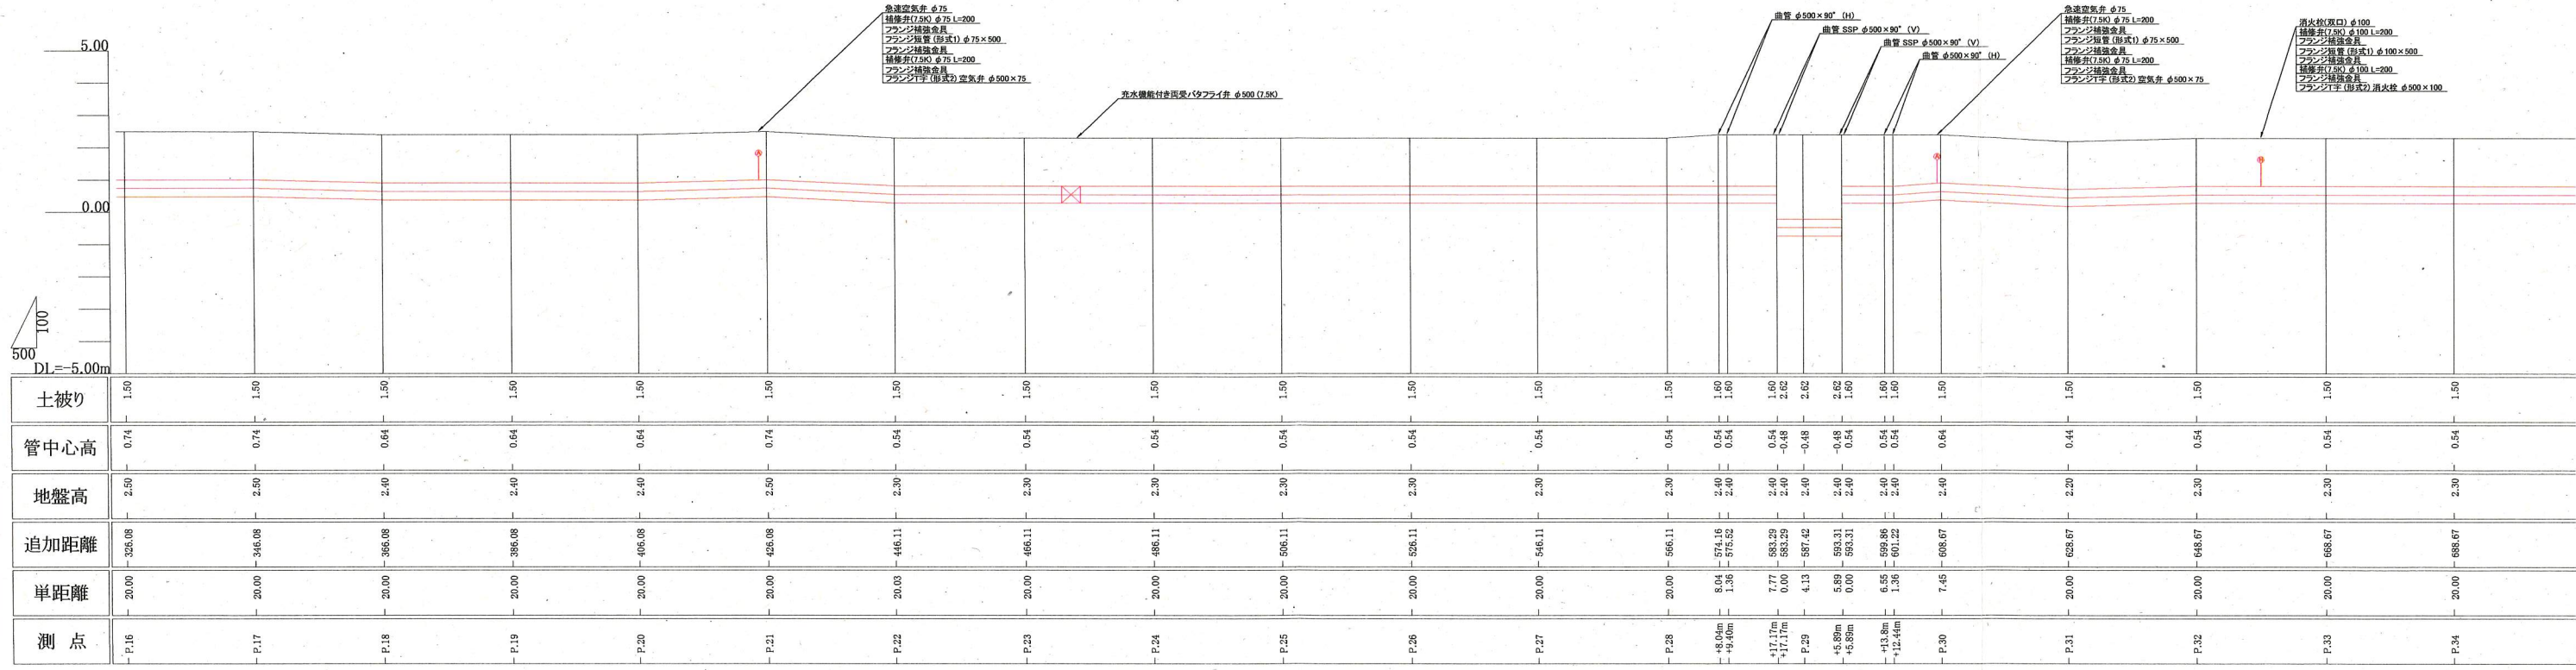 急速空気弁 φ75
補修弁(7.5K) φ75 L=200
フランジ補強金具
フランジ短管 (形式1) φ75×500
フランジ補強金具
補修弁(7.5K) φ75 L=200
フランジ補強金具
フランジT字 (形式2) 空気弁 φ500×75
充水機能付き両受バタフライ弁 φ500 (7.5K)
曲管 φ500×90° (H)
曲管 SSP φ500×90° (V)
曲管 SSP φ500×90° (V)
曲管 φ500×90° (H)
急速空気弁 φ75
補修弁(7.5K) φ75 L=200
フランジ補強金具
フランジ短管 (形式1) φ75×500
フランジ補強金具
補修弁(7.5K) φ75 L=200
フランジ補強金具
フランジT字 (形式2) 空気弁 φ500×75
消火栓(双口) φ100
補修弁(7.5K) φ100 L=200
フランジ補強金具
フランジ短管 (形式1) φ100×500
フランジ補強金具
補修弁(7.5K) φ100 L=200
フランジ補強金具
フランジT字 (形式2) 消火栓 φ500×100
5.00
0.00
100
500
DL=-5.00m
土被り 1.50 1.50 1.50 1.50 1.50 1.50 1.50 1.50 1.50 1.50 1.50 1.50 1.50 1.60 1.60 1.60 2.62 2.62 2.62 1.60 1.60 1.60 1.50 1.50 1.50 1.50 1.50
管中心高 0.74 0.74 0.64 0.64 0.64 0.74 0.54 0.54 0.54 0.54 0.54 0.54 0.54 0.54 0.54 0.54 -0.48 -0.48 -0.48 0.54 0.54 0.54 0.64 0.44 0.54 0.54 0.54
地盤高 2.50 2.50 2.40 2.40 2.40 2.50 2.30 2.30 2.30 2.30 2.30 2.30 2.30 2.40 2.40 2.40 2.40 2.40 2.40 2.40 2.40 2.40 2.40 2.20 2.30 2.30 2.30
追加距離 326.08 346.08 366.08 386.08 406.08 426.08 446.11 466.11 486.11 506.11 526.11 546.11 566.11 574.16 575.52 583.29 583.29 587.42 593.31 593.31 599.86 601.22 608.67 628.67 648.67 668.67 688.67
単距離 20.00 20.00 20.00 20.00 20.00 20.00 20.03 20.00 20.00 20.00 20.00 20.00 20.00 8.04 1.36 7.77 0.00 4.13 5.89 0.00 6.55 1.36 7.45 20.00 20.00 20.00 20.00
測点 P.16 P.17 P.18 P.19 P.20 P.21 P.22 P.23 P.24 P.25 P.26 P.27 P.28 +8.04m +9.40m +17.17m +17.17m P.29 +5.89m +5.89m +13.8m +12.44m P.30 P.31 P.32 P.33 P.34